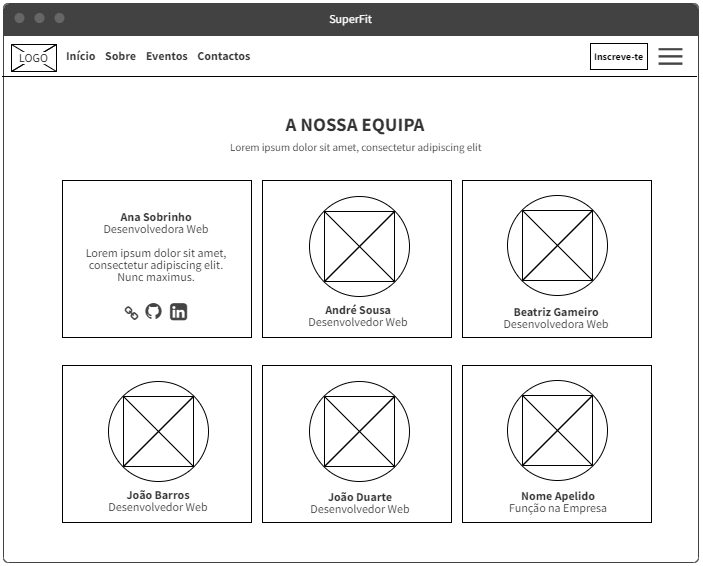 SuperFit
LOGO
Início Sobre Eventos Contactos
Inscreve-te
A NOSSA EQUIPA
Lorem ipsum dolor sit amet, consectetur adipiscing elit
Ana Sobrinho
Desenvolvedora Web
Lorem ipsum dolor sit amet,
consectetur adipiscing elit.
Nunc maximus.
in
André Sousa
Desenvolvedor Web
Beatriz Gameiro
Desenvolvedora Web
João Barros
Desenvolvedor Web
João Duarte
Desenvolvedor Web
Nome Apelido
Função na Empresa